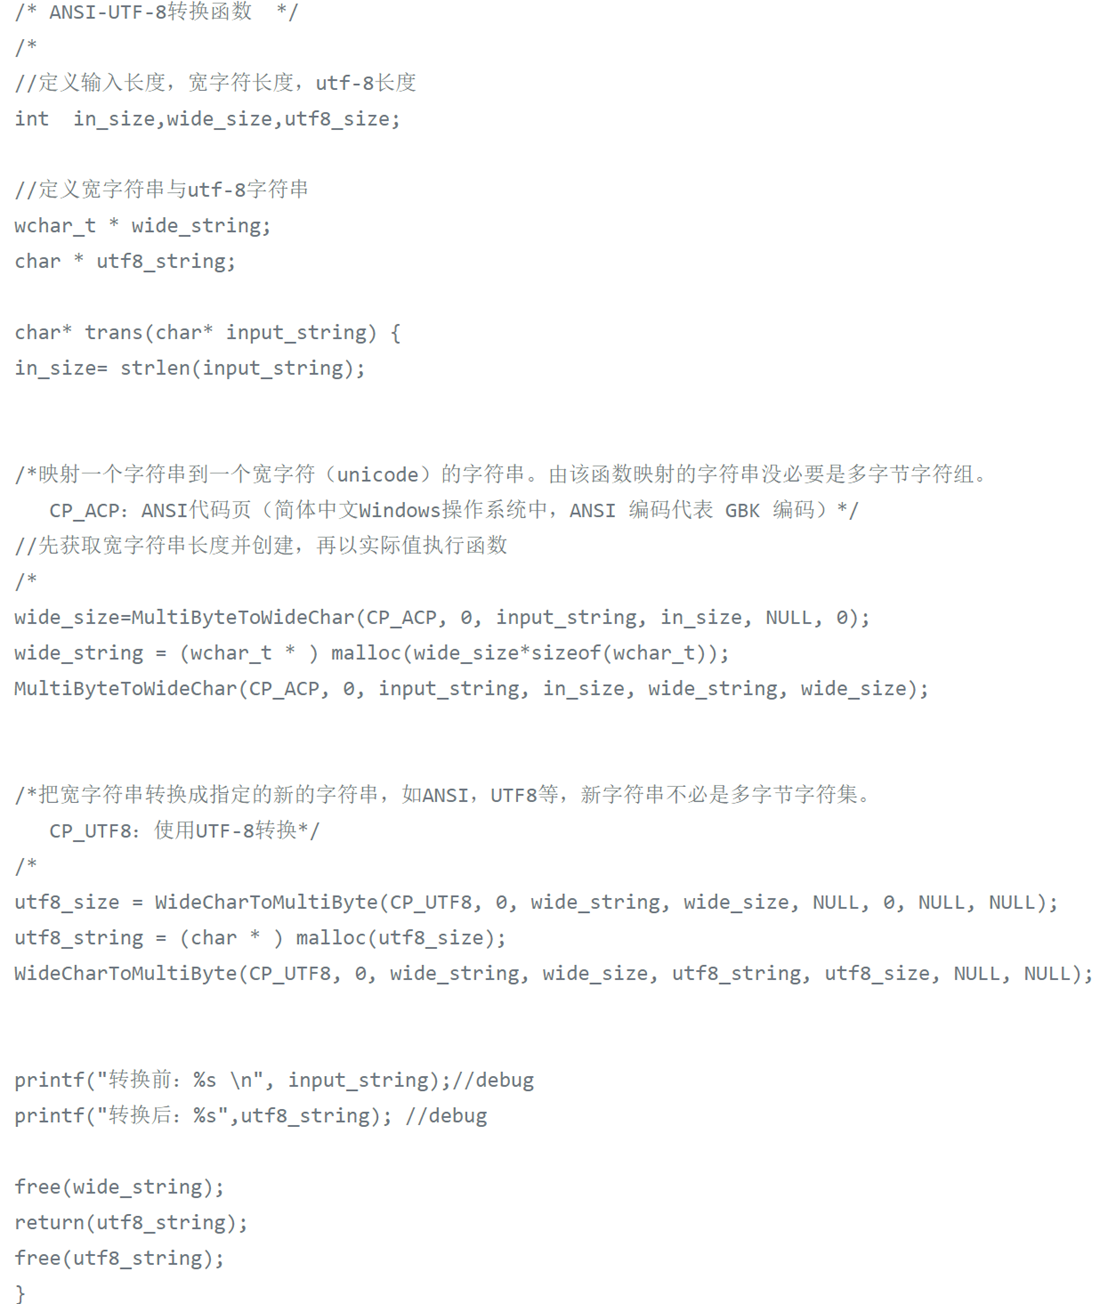 /* ANSI-UTF-8转换函数  */
/*
//定义输入长度，宽字符长度，utf-8长度
int  in_size,wide_size,utf8_size;
//定义宽字符串与utf-8字符串
wchar_t * wide_string;
char * utf8_string;
char* trans(char* input_string) {
in_size= strlen(input_string);
/*映射一个字符串到一个宽字符（unicode）的字符串。由该函数映射的字符串没必要是多字节字符组。
   CP_ACP：ANSI代码页（简体中文Windows操作系统中，ANSI 编码代表 GBK 编码）*/
//先获取宽字符串长度并创建，再以实际值执行函数
/*
wide_size=MultiByteToWideChar(CP_ACP, 0, input_string, in_size, NULL, 0);
wide_string = (wchar_t * ) malloc(wide_size*sizeof(wchar_t));
MultiByteToWideChar(CP_ACP, 0, input_string, in_size, wide_string, wide_size);
/*把宽字符串转换成指定的新的字符串，如ANSI，UTF8等，新字符串不必是多字节字符集。
   CP_UTF8：使用UTF-8转换*/
/*
utf8_size = WideCharToMultiByte(CP_UTF8, 0, wide_string, wide_size, NULL, 0, NULL, NULL);
utf8_string = (char * ) malloc(utf8_size);
WideCharToMultiByte(CP_UTF8, 0, wide_string, wide_size, utf8_string, utf8_size, NULL, NULL);
printf("转换前：%s \n", input_string);//debug
printf("转换后：%s",utf8_string); //debug
free(wide_string);
return(utf8_string);
free(utf8_string);
}